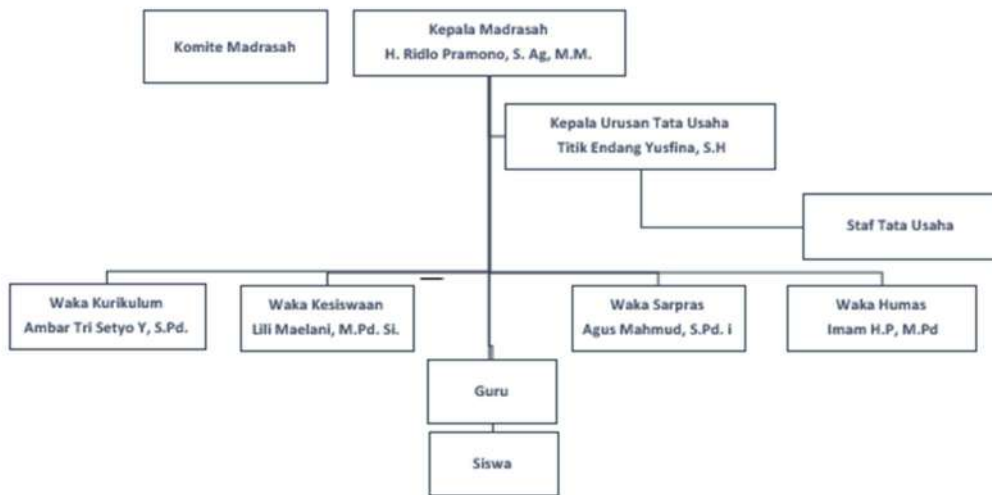 Komite Madrasah
Kepala Madrasah
H. Ridlo Pramono, S. Ag, M.M.
Kepala Urusan Tata Usaha
Titik Endang Yusfina, S.H
Staf Tata Usaha
Waka Kurikulum
Ambar Tri Setyo Y, S.Pd.
Waka Kesiswaan
Lili Maelani, M.Pd. Si.
Waka Sarpras
Agus Mahmud, S.Pd. i
Waka Humas
Imam H.P, M.Pd
Guru
Siswa